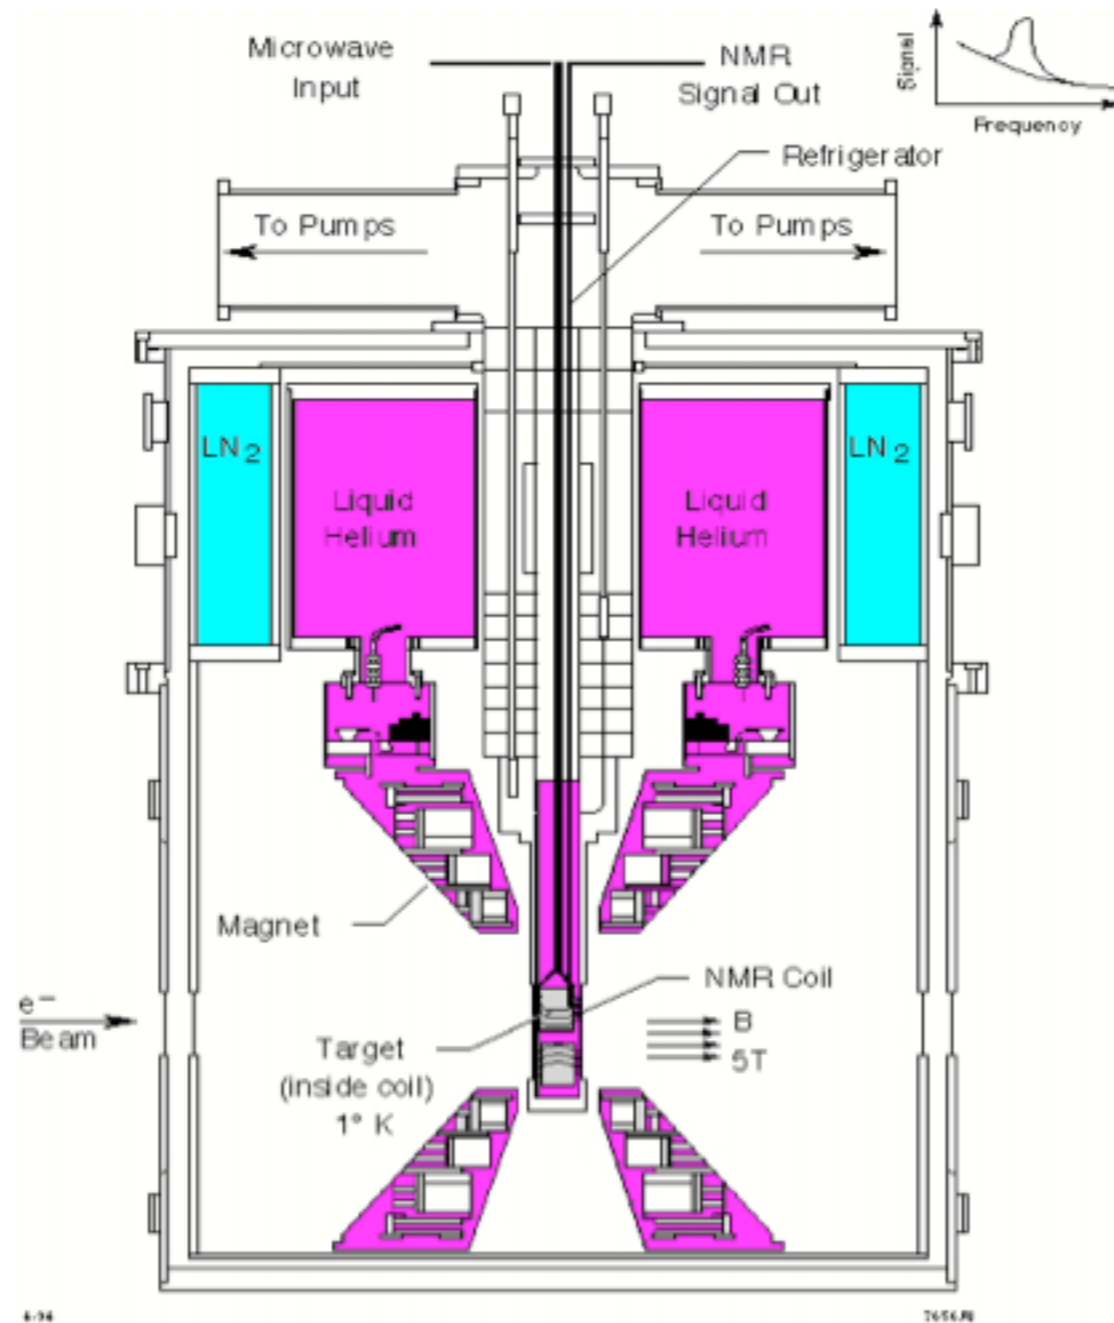 Microwave
Input
NMR
Signal Out
Signal
Frequency
Refrigerator
To Pumps
To Pumps
LN2
Liquid
Helium
Liquid
Helium
LN2
Magnet
NMR Coil
e−
Beam
B
5T
Target
(inside coil)
1° K